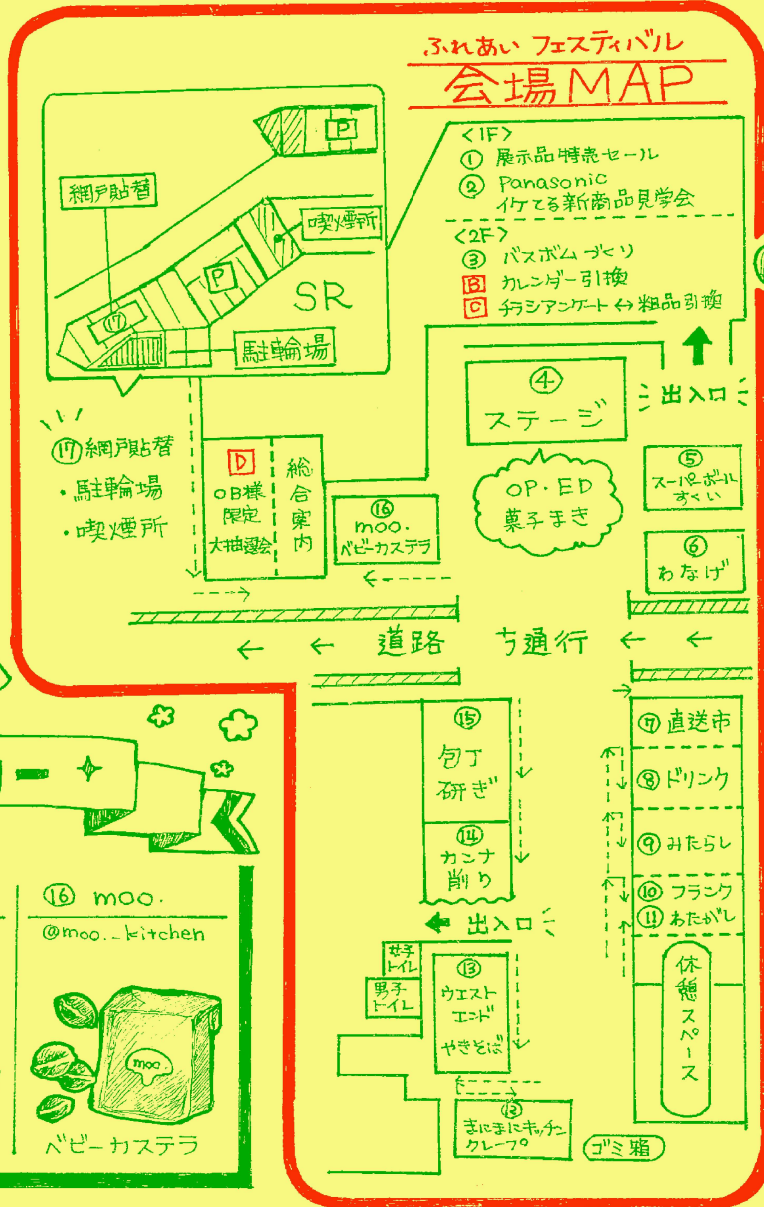 ふれあい フェスティバル
会場MAP
<1F>
① 展示品特売セール
② Panasonic
イケてる新商品見学会
<2F>
③ バスボムづくり
B カレンダー引換
C チラシアンケート↔粗品引換
P
喫煙所
網戸貼替
P
SR
⑰
駐輪場
⑰網戸貼替
・駐輪場
・喫煙所
D
OB様
限定
大抽選会
総合案内
⑯
moo.
ベビーカステラ
④
ステージ
OP・ED
菓子まき
出入口
⑤
スーパーボール
すくい
⑥
わなげ
← ← 道路 通行 ← ←
⑮
包丁
研ぎ
⑭
カンナ
削り
出入口
⑦ 直送市
⑧ ドリンク
⑨ みたらし
⑩ フランク
⑪ わたがし
休憩スペース
女子
トイレ
男子
トイレ
⑬
ウエスト
エンド
やきそば
⑬
まにまにキッチン
クレープ
ゴミ箱
⑯ moo.
@moo._kitchen
moo.
ベビーカステラ